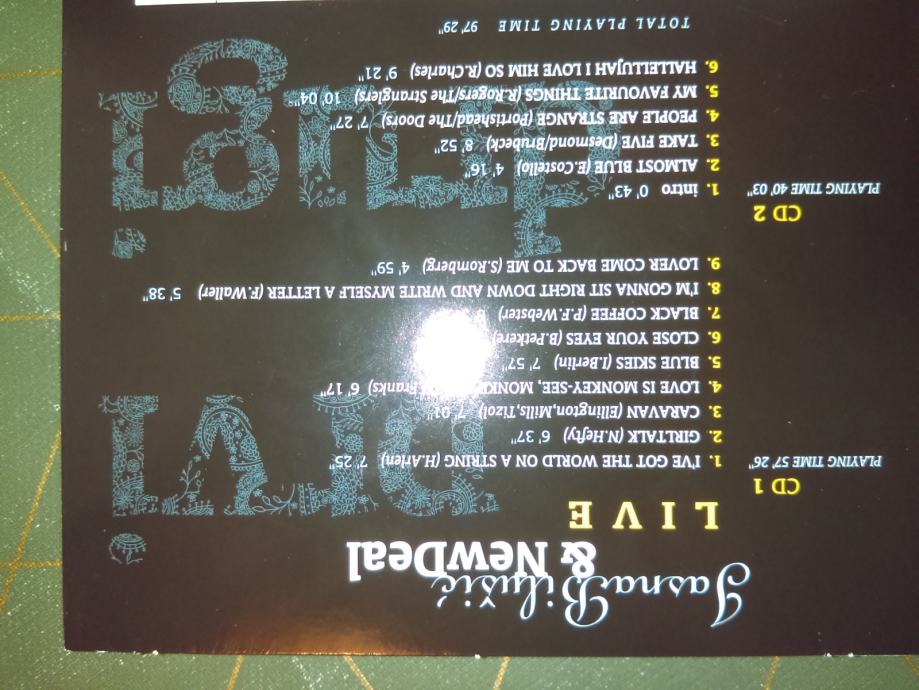 Jasna Bilušić
& NewDeal
LIVE
CD 1
PLAYING TIME 57' 26"
1. I'VE GOT THE WORLD ON A STRING (H.Arlen) 7' 25"
2. GIRLTALK (N.Hefty) 6' 37"
3. CARAVAN (Ellington,Mills,Tizol) 7' 01"
4. LOVE IS MONKEY-SEE, Franks) 6' 17"
5. BLUE SKIES (I.Berlin) 7' 57"
6. CLOSE YOUR EYES (B.Petkere)
7. BLACK COFFEE (P.F.Webster)
8. I'M GONNA SIT RIGHT DOWN AND WRITE MYSELF A LETTER (F.Waller) 5' 38"
9. LOVER COME BACK TO ME (S.Romberg) 4' 59"
CD 2
PLAYING TIME 40' 03"
1. intro 0' 43"
2. ALMOST BLUE (E.Costello) 4' 16"
3. TAKE FIVE (Desmond/Brubeck) 8' 52"
4. PEOPLE ARE STRANGE (Portishead/The Doors) 7' 27"
5. MY FAVOURITE THINGS (R.Rogers/The Stranglers) 10' 04"
6. HALLELUJAH I LOVE HIM SO (R.Charles) 9' 21"
TOTAL PLAYING TIME 97' 29"